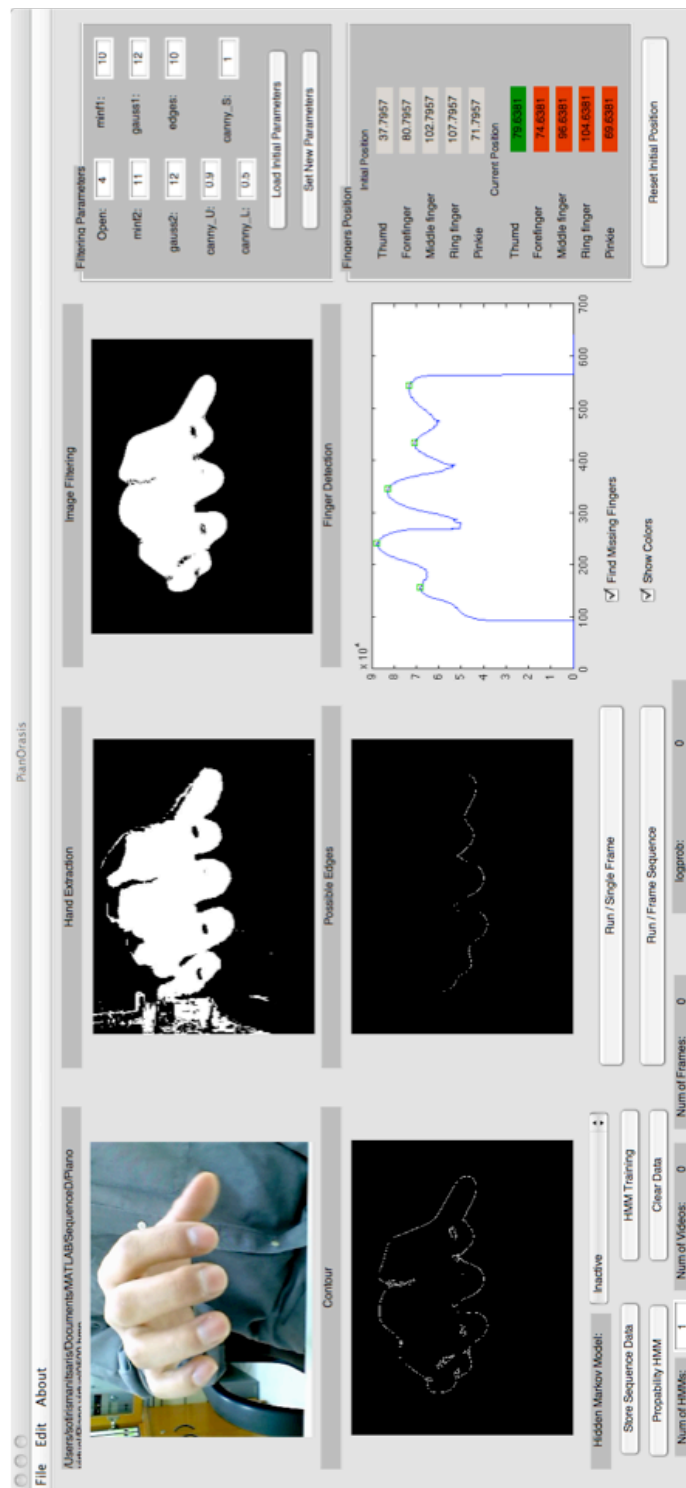 PianOrasis
File Edit About
/Users/sotirismanitsaris/Documents/MATLAB/SequenceD/Piano
Hand Extraction
Image Filtering
Filtering Parameters
Open: 4 minf1: 10
minf2: 11 gauss1: 12
gauss2: 12 edges: 10
canny_U: 0.9
canny_S: 1
canny_L: 0.5
Load Initial Parameters
Set New Parameters
Contour
Possible Edges
Finger Detection
x 10^4
9
8
7
6
5
4
3
2
1
0
0 100 200 300 400 500 600 700
Fingers Position
Initial Position
Thumd 37.7957
Forefinger 80.7957
Middle finger 102.7957
Ring finger 107.7957
Pinkie 71.7957
Current Position
Thumd 79.6381
Forefinger 74.6381
Middle finger 96.6381
Ring finger 104.6381
Pinkie 69.6381
Reset Initial Position
Hidden Markov Model: Inactive
Store Sequence Data
HMM Training
Propability HMM
Clear Data
Run / Single Frame
Run / Frame Sequence
Find Missing Fingers
Show Colors
Num of HMMs: 1 Num of Videos: 0 Num of Frames: 0 logprob: 0